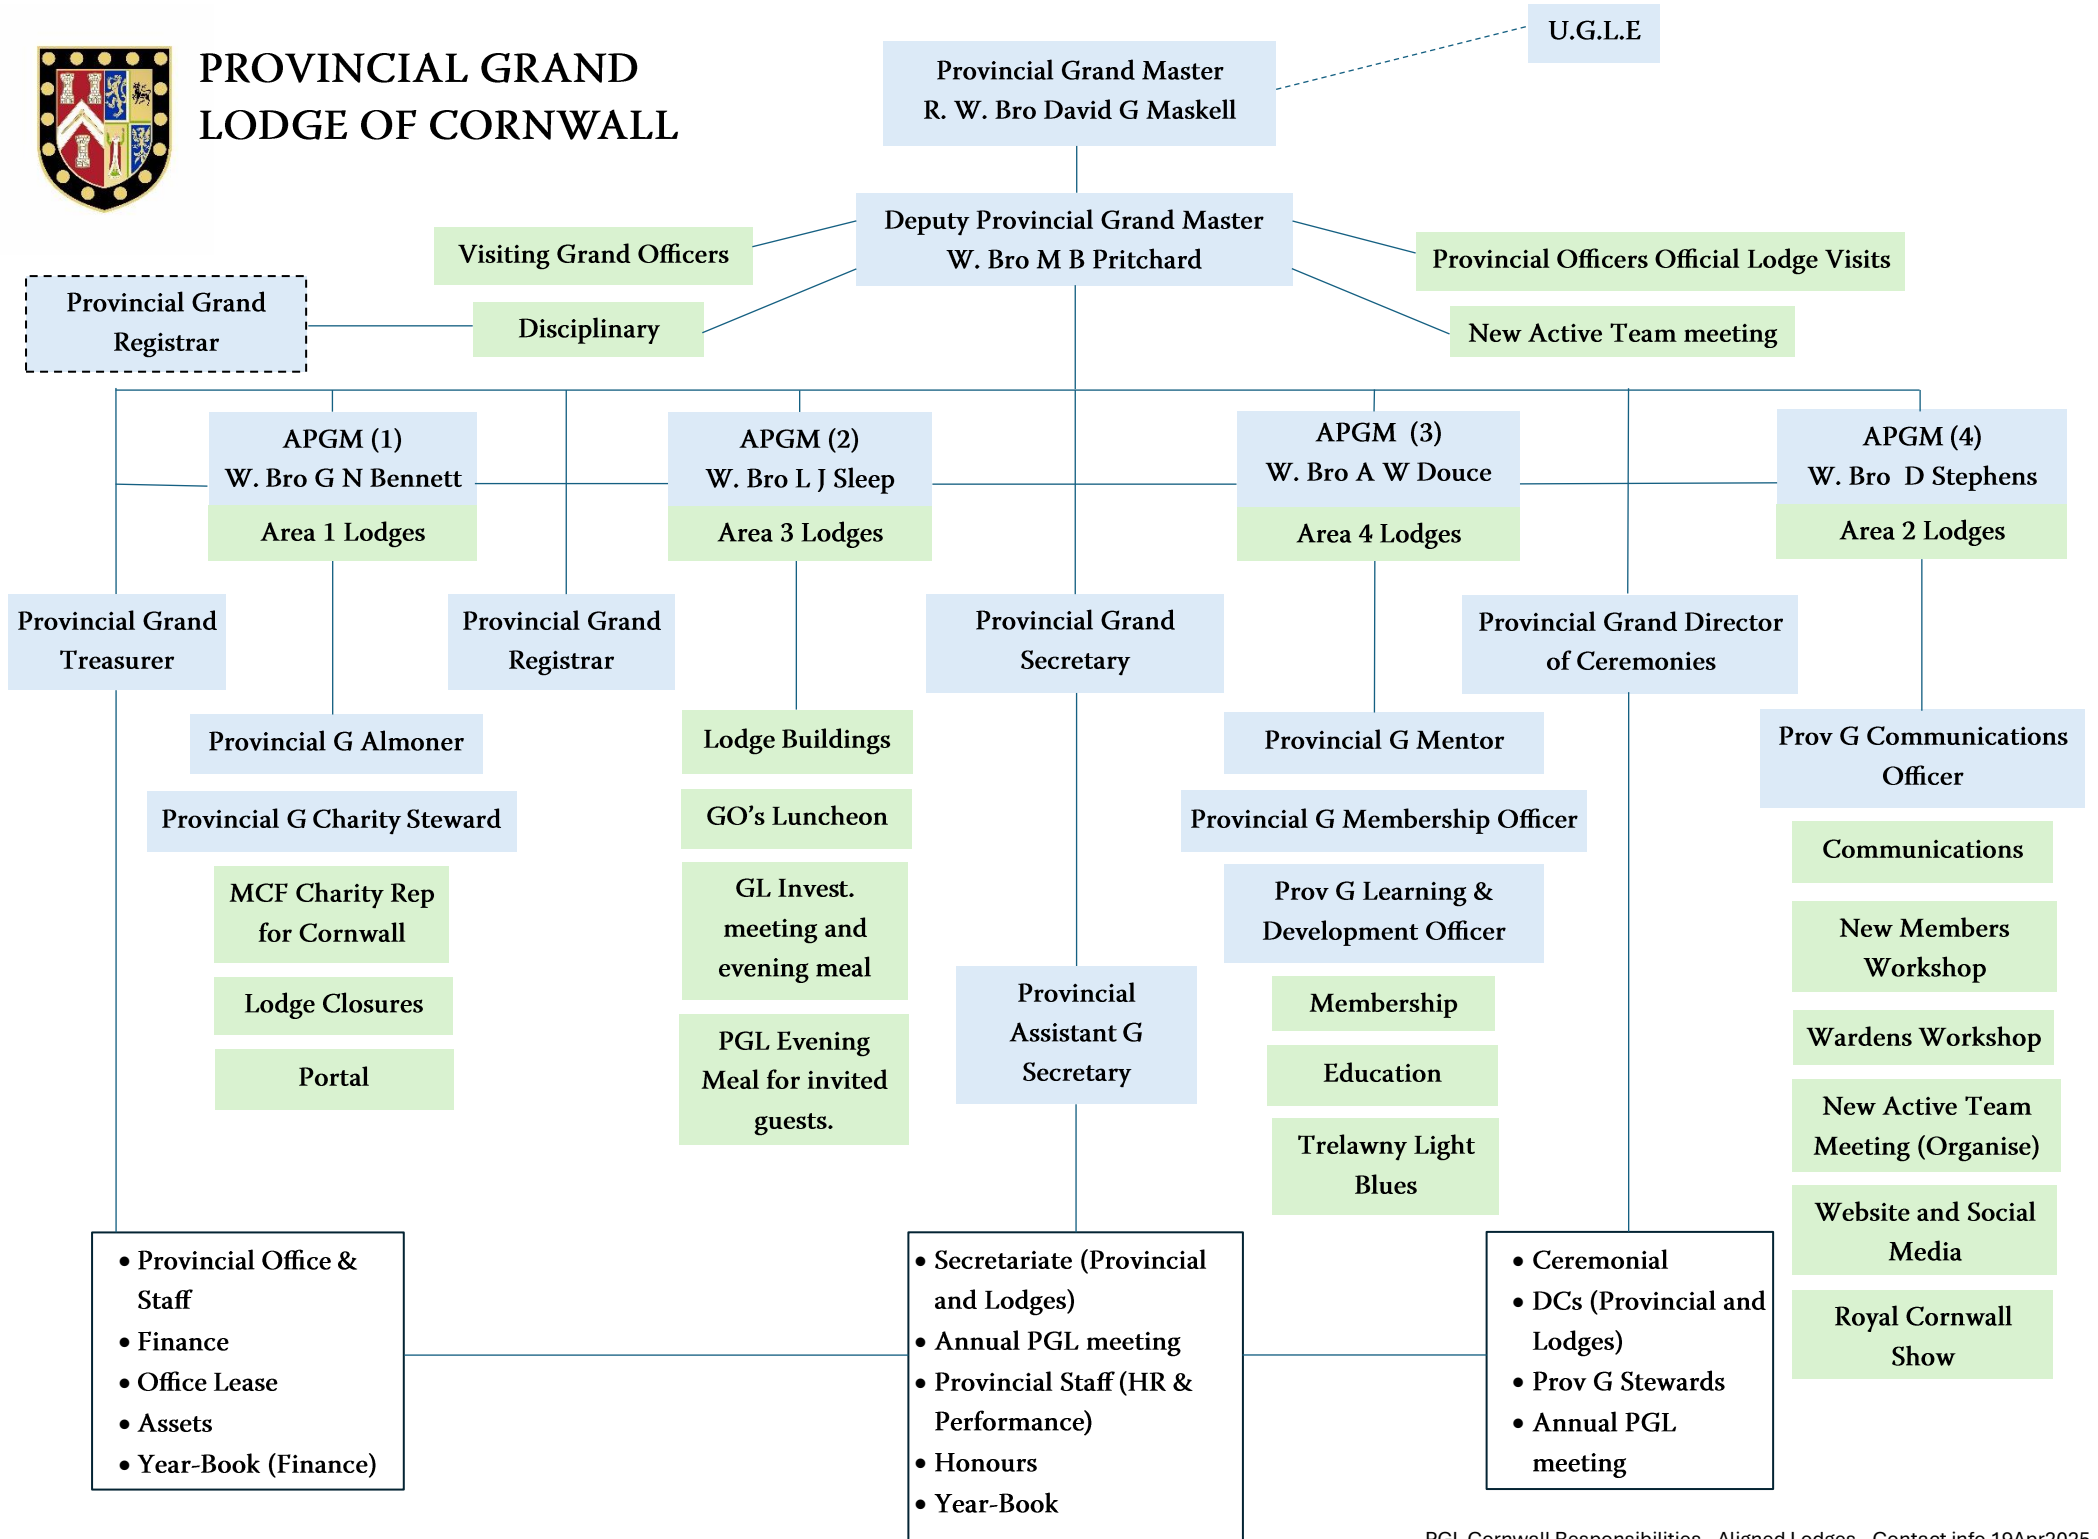 U.G.L.E
PROVINCIAL GRAND
LODGE OF CORNWALL
Provincial Grand Master
R. W. Bro David G Maskell
Deputy Provincial Grand Master
W. Bro M B Pritchard
Visiting Grand Officers
Disciplinary
Provincial Officers Official Lodge Visits
New Active Team meeting
Provincial Grand
Registrar
APGM (1)
W. Bro G N Bennett
Area 1 Lodges
APGM (2)
W. Bro L J Sleep
Area 3 Lodges
APGM  (3)
W. Bro A W Douce
Area 4 Lodges
APGM (4)
W. Bro  D Stephens
Area 2 Lodges
Provincial Grand
Treasurer
Provincial Grand
Registrar
Provincial Grand
Secretary
Provincial Grand Director
of Ceremonies
Provincial G Almoner
Provincial G Charity Steward
MCF Charity Rep
for Cornwall
Lodge Closures
Portal
Lodge Buildings
GO’s Luncheon
GL Invest.
meeting and
evening meal
PGL Evening
Meal for invited
guests.
Provincial
Assistant G
Secretary
Provincial G Mentor
Provincial G Membership Officer
Prov G Learning &
Development Officer
Membership
Education
Trelawny Light
Blues
Prov G Communications
Officer
Communications
New Members
Workshop
Wardens Workshop
New Active Team
Meeting (Organise)
Website and Social
Media
Royal Cornwall
Show
• Provincial Office &
Staff
• Finance
• Office Lease
• Assets
• Year-Book (Finance)
• Secretariate (Provincial
and Lodges)
• Annual PGL meeting
• Provincial Staff (HR &
Performance)
• Honours
• Year-Book
• Ceremonial
• DCs (Provincial and
Lodges)
• Prov G Stewards
• Annual PGL
meeting
PGL Cornwall Responsibilities - Aligned Lodges - Contact info 19Apr2025